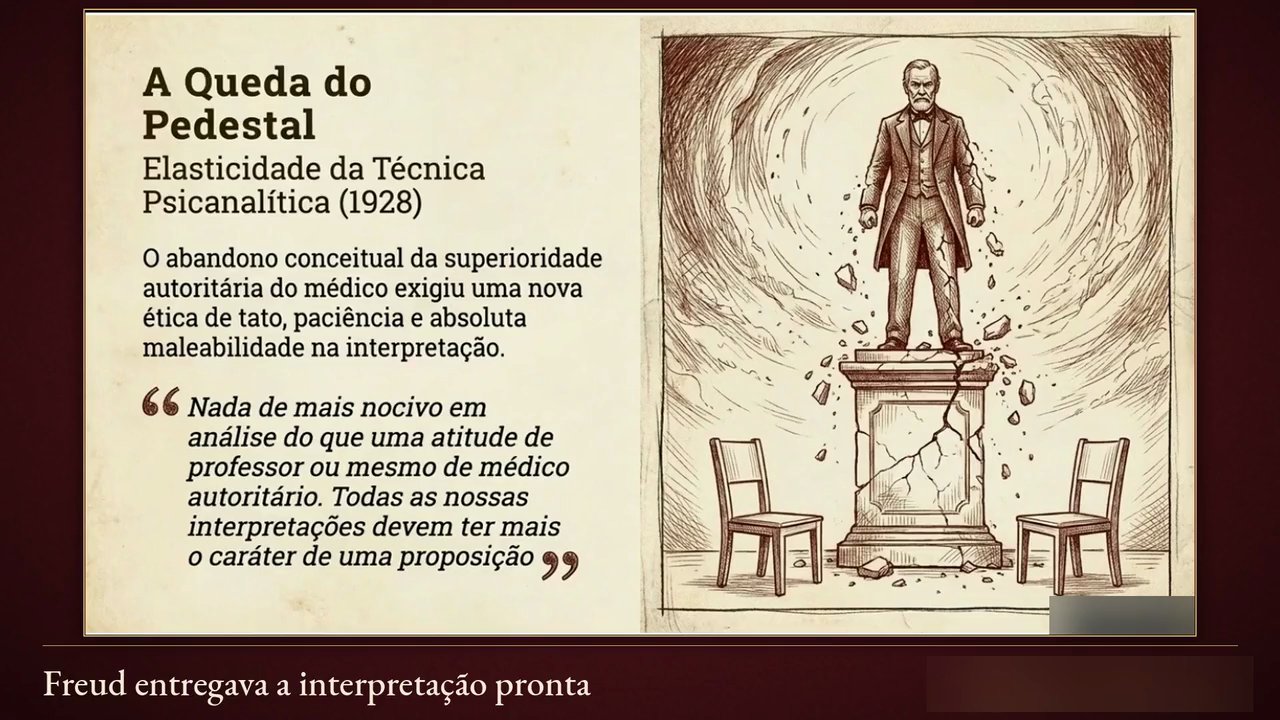 A Queda do
Pedestal
Elasticidade da Técnica
Psicanalítica (1928)
O abandono conceitual da superioridade
autoritária do médico exigiu uma nova
ética de tato, paciência e absoluta
maleabilidade na interpretação.
“Nada de mais nocivo em
análise do que uma atitude de
professor ou mesmo de médico
autoritário. Todas as nossas
interpretações devem ter mais
o caráter de uma proposição”
Freud entregava a interpretação pronta